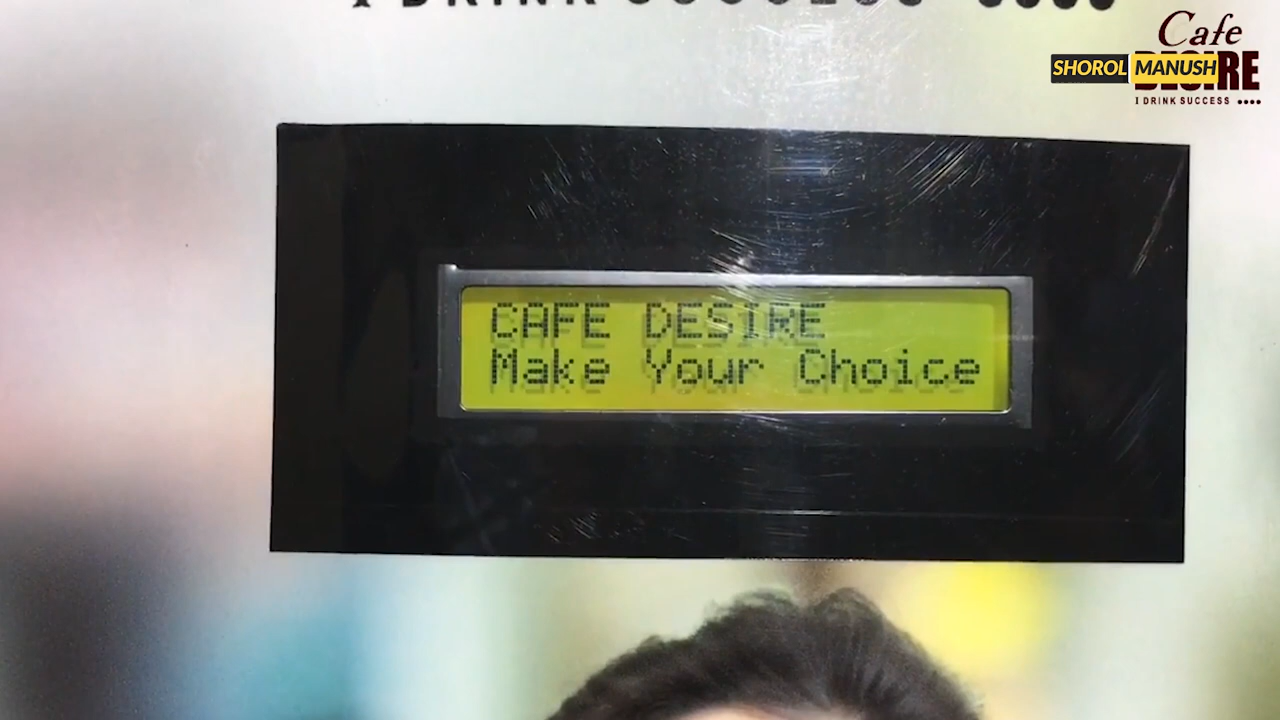 I DRINK SUCCESS ••••
Cafe
DESIRE
SHOROL MANUSH
I DRINK SUCCESS ••••
CAFE DESIRE
Make Your Choice